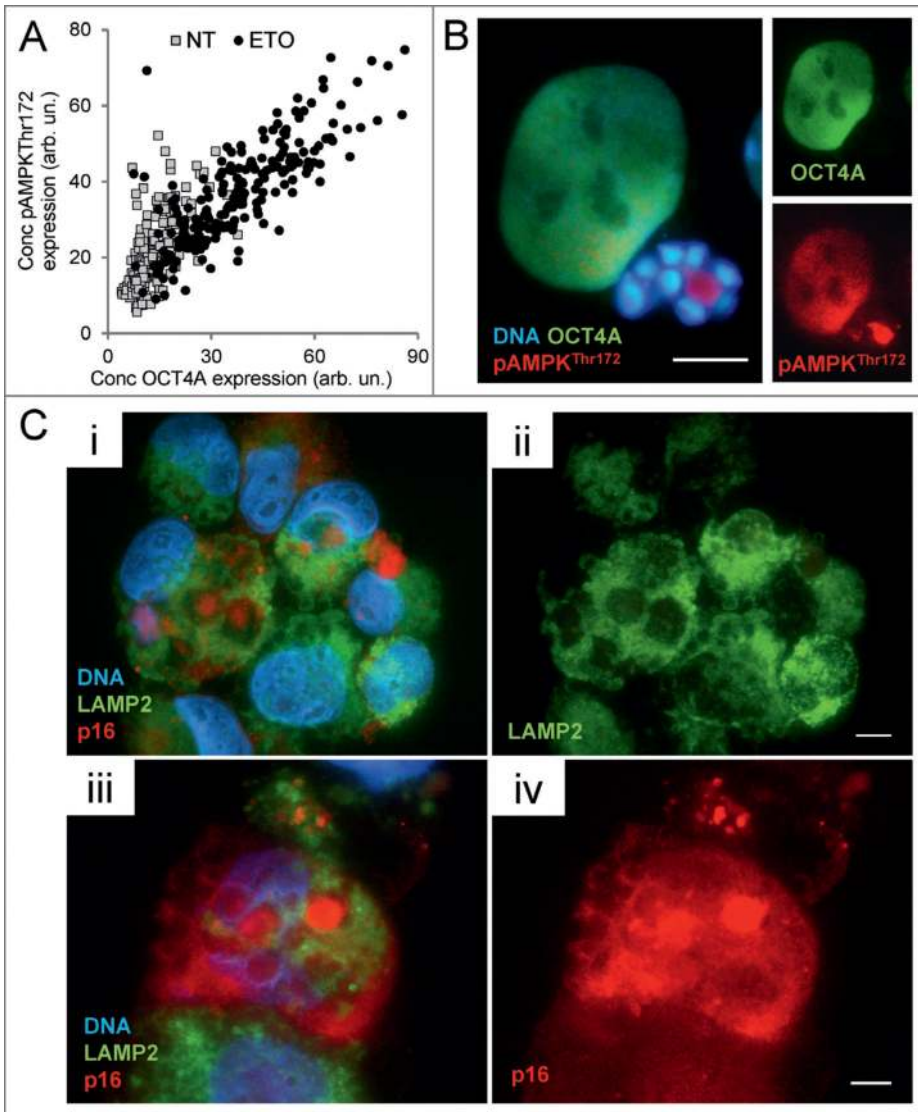 A
NT ETO
80
60
40
20
0
0 30 60 90
Conc pAMPKThr172
expression (arb. un.)
Conc OCT4A expression (arb. un.)
B
DNA OCT4A
pAMPKThr172
OCT4A
pAMPKThr172
C
i
DNA
LAMP2
p16
ii
LAMP2
iii
DNA
LAMP2
p16
iv
p16